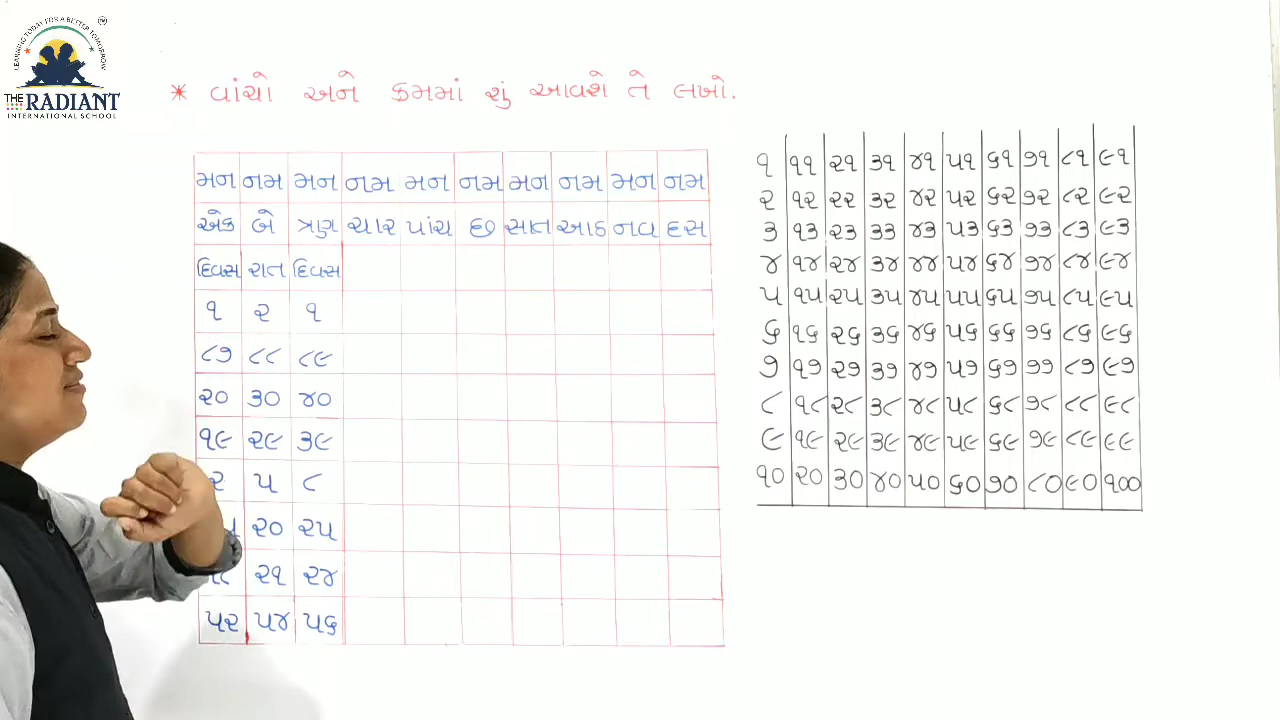 LEARNING TODAY FOR A BETTER TOMORROW
THE RADIANT
INTERNATIONAL SCHOOL
* વાંચો અને ક્રમમાં શું આવશે તે લખો.
મન નમ મન નમ મન નમ મન નમ મન નમ
એક બે ત્રણ ચાર પાંચ છ સાત આઠ નવ દસ
દિવસ રાત દિવસ
૧ ૨ ૧
૮૭ ૮૮ ૮૯
૨૦ ૩૦ ૪૦
૧૯ ૨૯ ૩૯
૨ ૫ ૮
૨૦ ૨૫
૨૧ ૨૪
૫૨ ૫૪ ૫૬
૧ ૧૧ ૨૧ ૩૧ ૪૧ ૫૧ ૬૧ ૭૧ ૮૧ ૯૧
૨ ૧૨ ૨૨ ૩૨ ૪૨ ૫૨ ૬૨ ૭૨ ૮૨ ૯૨
૩ ૧૩ ૨૩ ૩૩ ૪૩ ૫૩ ૬૩ ૭૩ ૮૩ ૯૩
૪ ૧૪ ૨૪ ૩૪ ૪૪ ૫૪ ૬૪ ૭૪ ૮૪ ૯૪
૫ ૧૫ ૨૫ ૩૫ ૪૫ ૫૫ ૬૫ ૭૫ ૮૫ ૯૫
૬ ૧૬ ૨૬ ૩૬ ૪૬ ૫૬ ૬૬ ૭૬ ૮૬ ૯૬
૭ ૧૭ ૨૭ ૩૭ ૪૭ ૫૭ ૬૭ ૭૭ ૮૭ ૯૭
૮ ૧૮ ૨૮ ૩૮ ૪૮ ૫૮ ૬૮ ૭૮ ૮૮ ૯૮
૯ ૧૯ ૨૯ ૩૯ ૪૯ ૫૯ ૬૯ ૭૯ ૮૯ ૯૯
૧૦ ૨૦ ૩૦ ૪૦ ૫૦ ૬૦ ૭૦ ૮૦ ૯૦ ૧૦૦